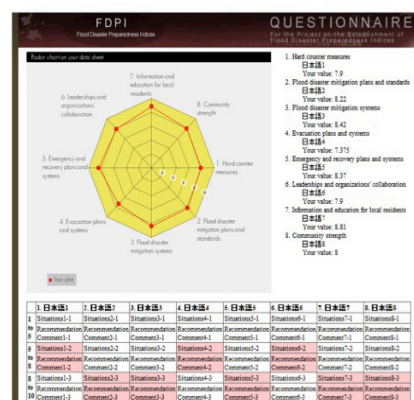 FDPI
Flood Disaster Preparedness Indices
QUESTIONNAIRE
For the Project on the Establishment of
Flood Disaster Preparedness Indices
Radar chart on your data sheet
7. Information and
education for local
residents
8. Community
strength
1. Hard counter
measures
2. Flood disaster
mitigation plans and
standards
3. Flood disaster
mitigation systems
4. Evacuation plans
and systems
5. Emergency and
recovery plans and
systems
6. Leaderships and
organizations'
collaboration
Your plot
1. Hard counter measures
日本語1
Your value: 7.9
2. Flood disaster mitigation plans and standards
日本語2
Your value: 8.22
3. Flood disaster mitigation systems
日本語3
Your value: 8.42
4. Evacuation plans and systems
日本語4
Your value: 7.375
5. Emergency and recovery plans and systems
日本語5
Your value: 8.37
6. Leaderships and organizations' collaboration
日本語6
Your value: 7.9
7. Information and education for local residents
日本語7
Your value: 8.81
8. Community strength
日本語8
Your value: 8
1. 日本語1 2. 日本語2 3. 日本語3 4. 日本語4 5. 日本語5 6. 日本語6 7. 日本語7 8. 日本語8
1 Situations1-1 Situations2-1 Situations3-1 Situations4-1 Situations5-1 Situations6-1 Situations7-1 Situations8-1
to Recommendation Recommendation Recommendation Recommendation Recommendation Recommendation Recommendation Recommendation
5 Comment1-1 Comment2-1 Comment3-1 Comment4-1 Comment5-1 Comment6-1 Comment7-1 Comment8-1
6 Situations1-2 Situations2-2 Situations3-2 Situations4-2 Situations5-2 Situations6-2 Situations7-2 Situations8-2
to Recommendation Recommendation Recommendation Recommendation Recommendation Recommendation Recommendation Recommendation
8 Comment1-2 Comment2-2 Comment3-2 Comment4-2 Comment5-2 Comment6-2 Comment7-2 Comment8-2
8 Situations1-3 Situations2-3 Situations3-3 Situations4-3 Situations5-3 Situations6-3 Situations7-3 Situations8-3
to Recommendation Recommendation Recommendation Recommendation Recommendation Recommendation Recommendation Recommendation
10 Comment1-3 Comment2-3 Comment3-3 Comment4-3 Comment5-3 Comment6-3 Comment7-3 Comment8-3